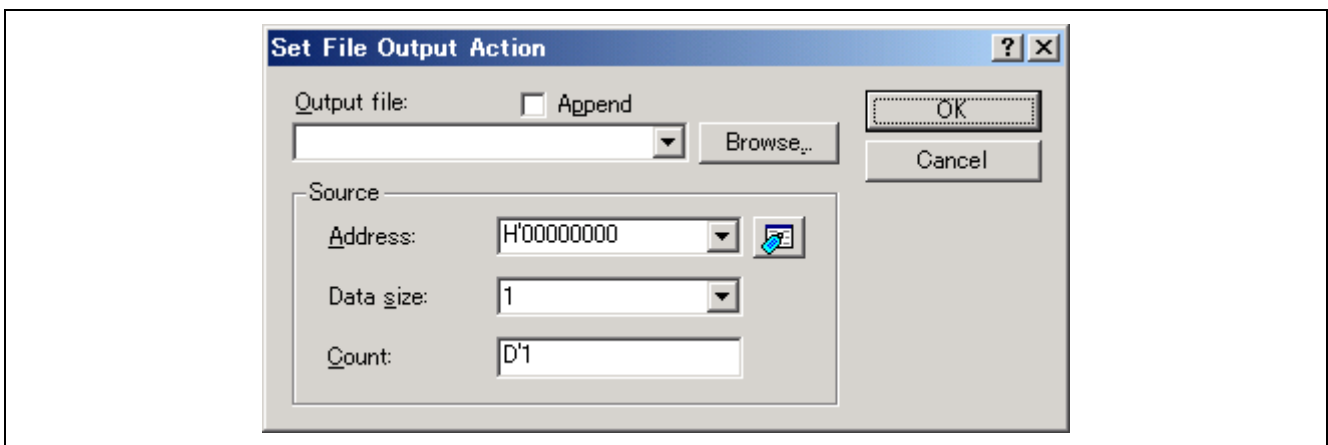 Set File Output Action
Output file: Append
Browse...
OK
Cancel
Source
Address: H'00000000
Data size: 1
Count: D'1